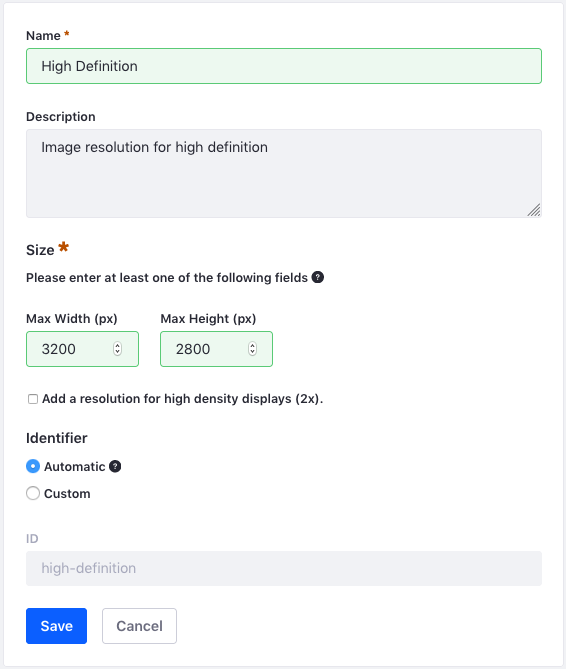 Name *
High Definition
Description
Image resolution for high definition
Size *
Please enter at least one of the following fields ?
Max Width (px) Max Height (px)
3200 2800
Add a resolution for high density displays (2x).
Identifier
Automatic ?
Custom
ID
high-definition
Save Cancel